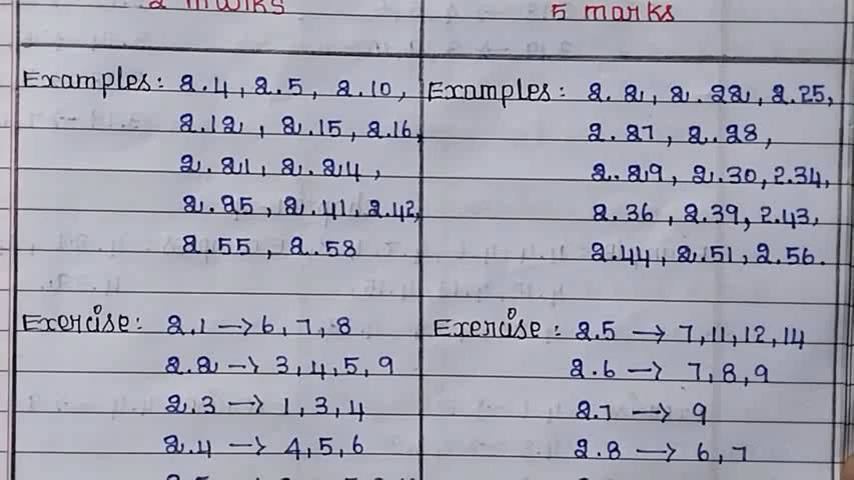 2 marks
5 marks
Examples: 2.4, 2.5, 2.10,
2.12, 2.15, 2.16,
2.21, 2.24,
2.25, 2.41, 2.42,
2.55, 2.58
Examples: 2.2, 2.22, 2.25,
2.27, 2.28,
2.29, 2.30, 2.34,
2.36, 2.39, 2.43,
2.44, 2.51, 2.56.
Exercise: 2.1 → 6, 7, 8
2.2 → 3, 4, 5, 9
2.3 → 1, 3, 4
2.4 → 4, 5, 6
Exercise: 2.5 → 7, 11, 12, 14
2.6 → 7, 8, 9
2.7 → 9
2.8 → 6, 7